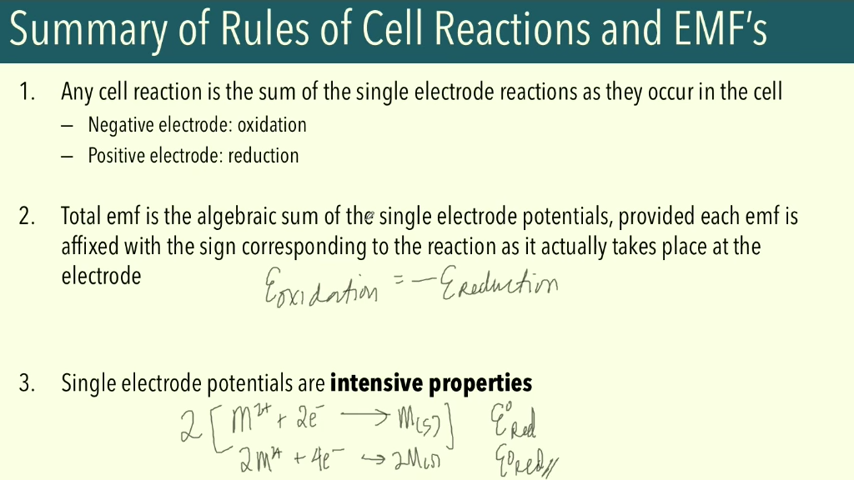 Summary of Rules of Cell Reactions and EMF's
1. Any cell reaction is the sum of the single electrode reactions as they occur in the cell
– Negative electrode: oxidation
– Positive electrode: reduction
2. Total emf is the algebraic sum of the single electrode potentials, provided each emf is
affixed with the sign corresponding to the reaction as it actually takes place at the
electrode
Ɛoxidation = -Ɛreduction
3. Single electrode potentials are intensive properties
2 [ M²⁺ + 2e⁻ → M(s) ] Ɛ°Red
2M²⁺ + 4e⁻ → 2M(s) Ɛ°red//